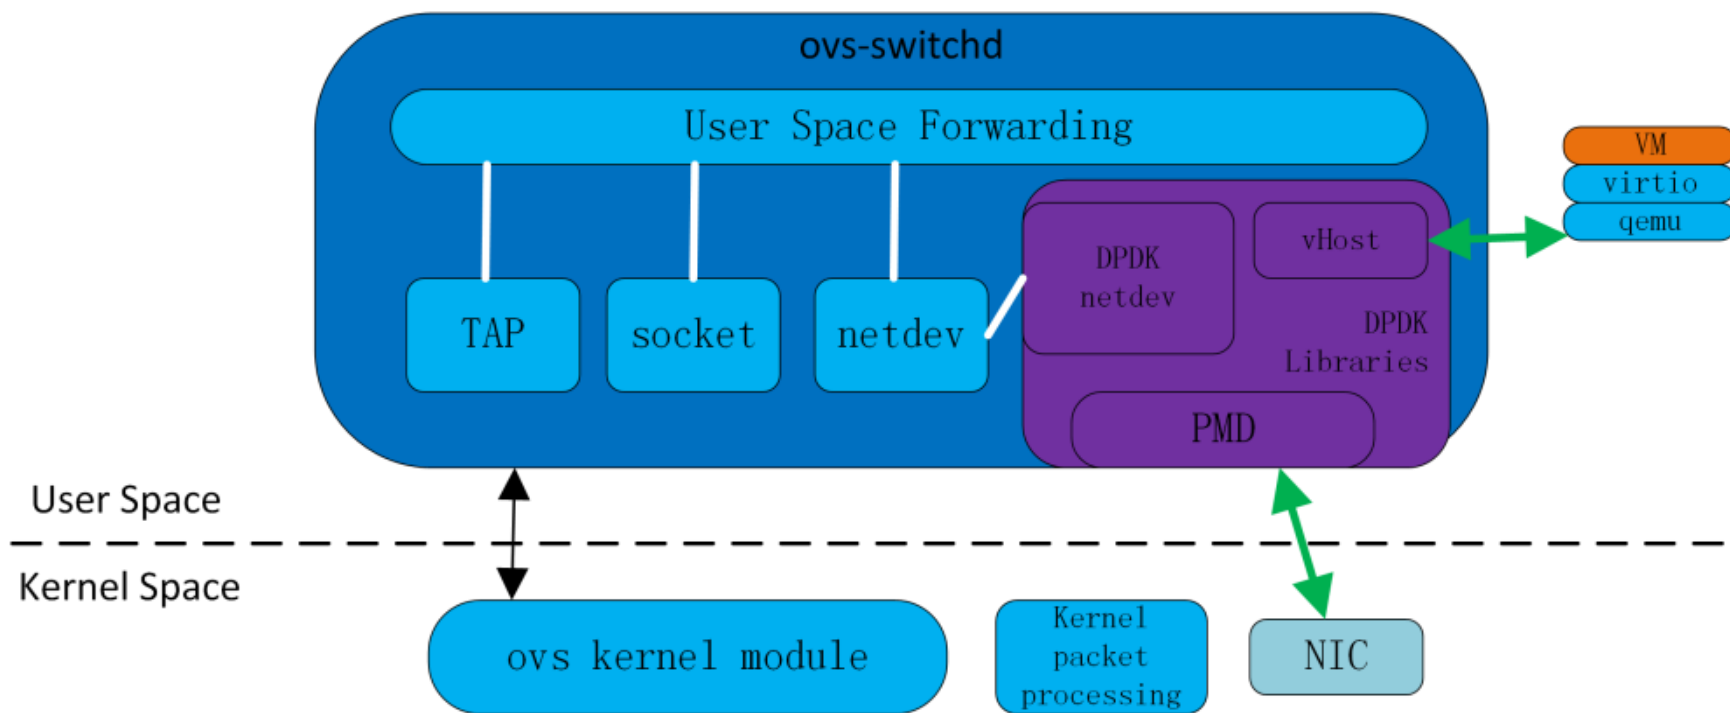 ovs-switchd
User Space Forwarding
VM
virtio
qemu
vHost
DPDK
netdev
TAP
socket
netdev
DPDK
Libraries
PMD
User Space
Kernel Space
ovs kernel module
Kernel
packet
processing
NIC